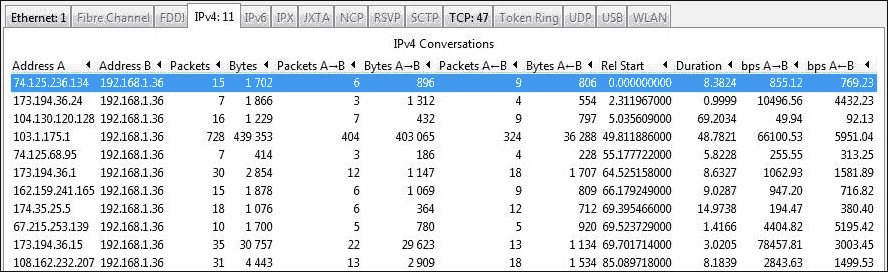 Ethernet: 1 Fibre Channel FDDI IPv4: 11 IPv6 IPX JXTA NCP RSVP SCTP TCP: 47 Token Ring UDP USB WLAN
IPv4 Conversations
Address A Address B Packets Bytes Packets A→B Bytes A→B Packets A←B Bytes A←B Rel Start Duration bps A→B bps A←B
74.125.236.134 192.168.1.36 15 1 702 6 896 9 806 0.000000000 8.3824 855.12 769.23
173.194.36.24 192.168.1.36 7 1 866 3 1 312 4 554 2.311967000 0.9999 10496.56 4432.23
104.130.120.128 192.168.1.36 16 1 229 7 432 9 797 5.035609000 69.2034 49.94 92.13
103.1.175.1 192.168.1.36 728 439 353 404 403 065 324 36 288 49.811886000 48.7821 66100.53 5951.04
74.125.68.95 192.168.1.36 7 414 3 186 4 228 55.177722000 5.8228 255.55 313.25
173.194.36.1 192.168.1.36 30 2 854 12 1 147 18 1 707 64.525158000 8.6327 1062.93 1581.89
162.159.241.165 192.168.1.36 15 1 878 6 1 069 9 809 66.179249000 9.0287 947.20 716.82
174.35.25.5 192.168.1.36 18 1 076 6 364 12 712 69.395466000 14.9738 194.47 380.40
67.215.253.139 192.168.1.36 10 1 700 5 780 5 920 69.523729000 1.4166 4404.82 5195.42
173.194.36.15 192.168.1.36 35 30 757 22 29 623 13 1 134 69.701714000 3.0205 78457.81 3003.45
108.162.232.207 192.168.1.36 31 4 443 13 2 909 18 1 534 85.089718000 8.1839 2843.63 1499.53